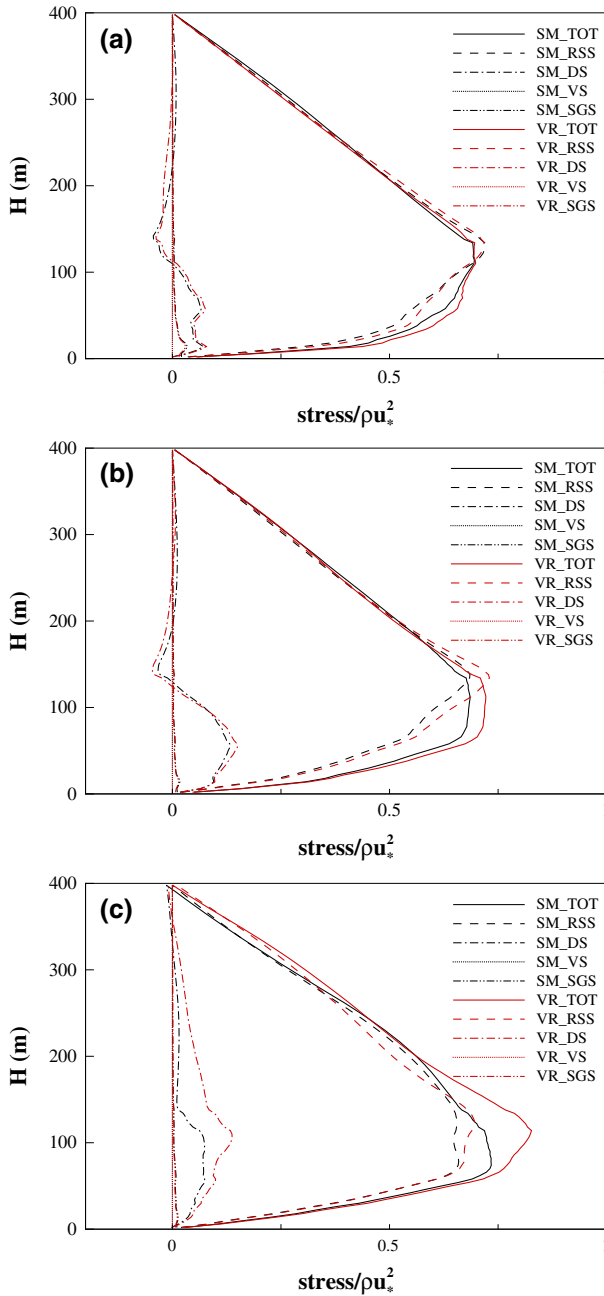 (a)
400
300
200
100
0
H (m)
0
0.5
stress/ρu*²
SM_TOT
SM_RSS
SM_DS
SM_VS
SM_SGS
VR_TOT
VR_RSS
VR_DS
VR_VS
VR_SGS
(b)
400
300
200
100
0
H (m)
0
0.5
stress/ρu*²
SM_TOT
SM_RSS
SM_DS
SM_VS
SM_SGS
VR_TOT
VR_RSS
VR_DS
VR_VS
VR_SGS
(c)
400
300
200
100
0
H (m)
0
0.5
stress/ρu*²
SM_TOT
SM_RSS
SM_DS
SM_VS
SM_SGS
VR_TOT
VR_RSS
VR_DS
VR_VS
VR_SGS